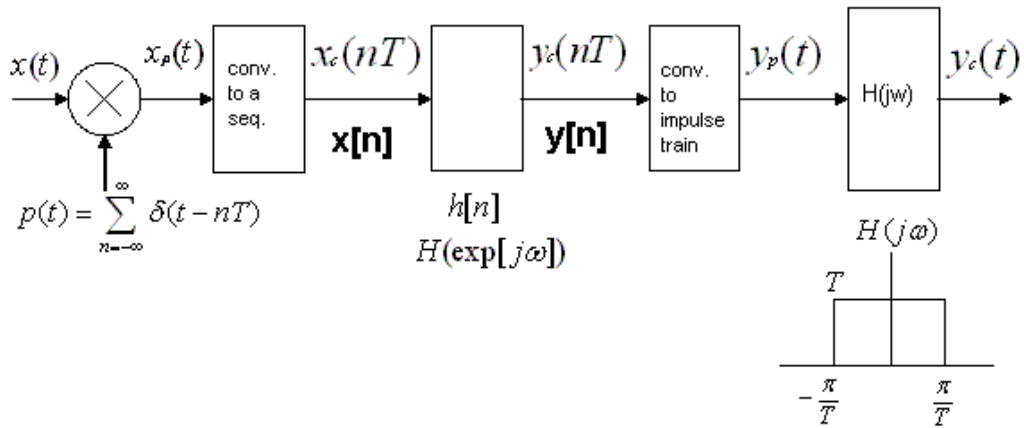 x(t)
x_p(t)
conv.
to a
seq.
x_c(nT)
x[n]
y_c(nT)
y[n]
conv.
to
impulse
train
y_p(t)
H(jw)
y_c(t)
p(t) = ∑_{n=-∞}^{∞} δ(t - nT)
h[n]
H(exp[jω])
H(jω)
T
-π/T
π/T